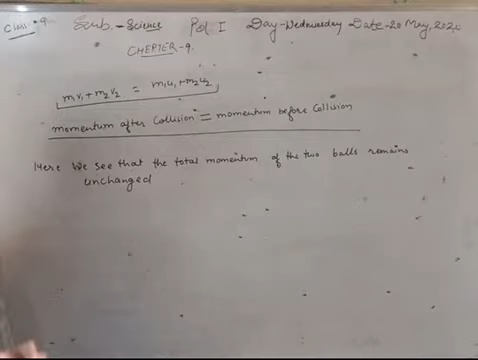 Class-9 Sub.-Science Pd I Day-Wednesday Date-20 May, 2020
CHEPTER-9.
m₁v₁+m₂v₂ = m₁u₁+m₂u₂
momentum after Collision = momentum before Collision
Here We see that the total momentum of the two balls remains
unchanged